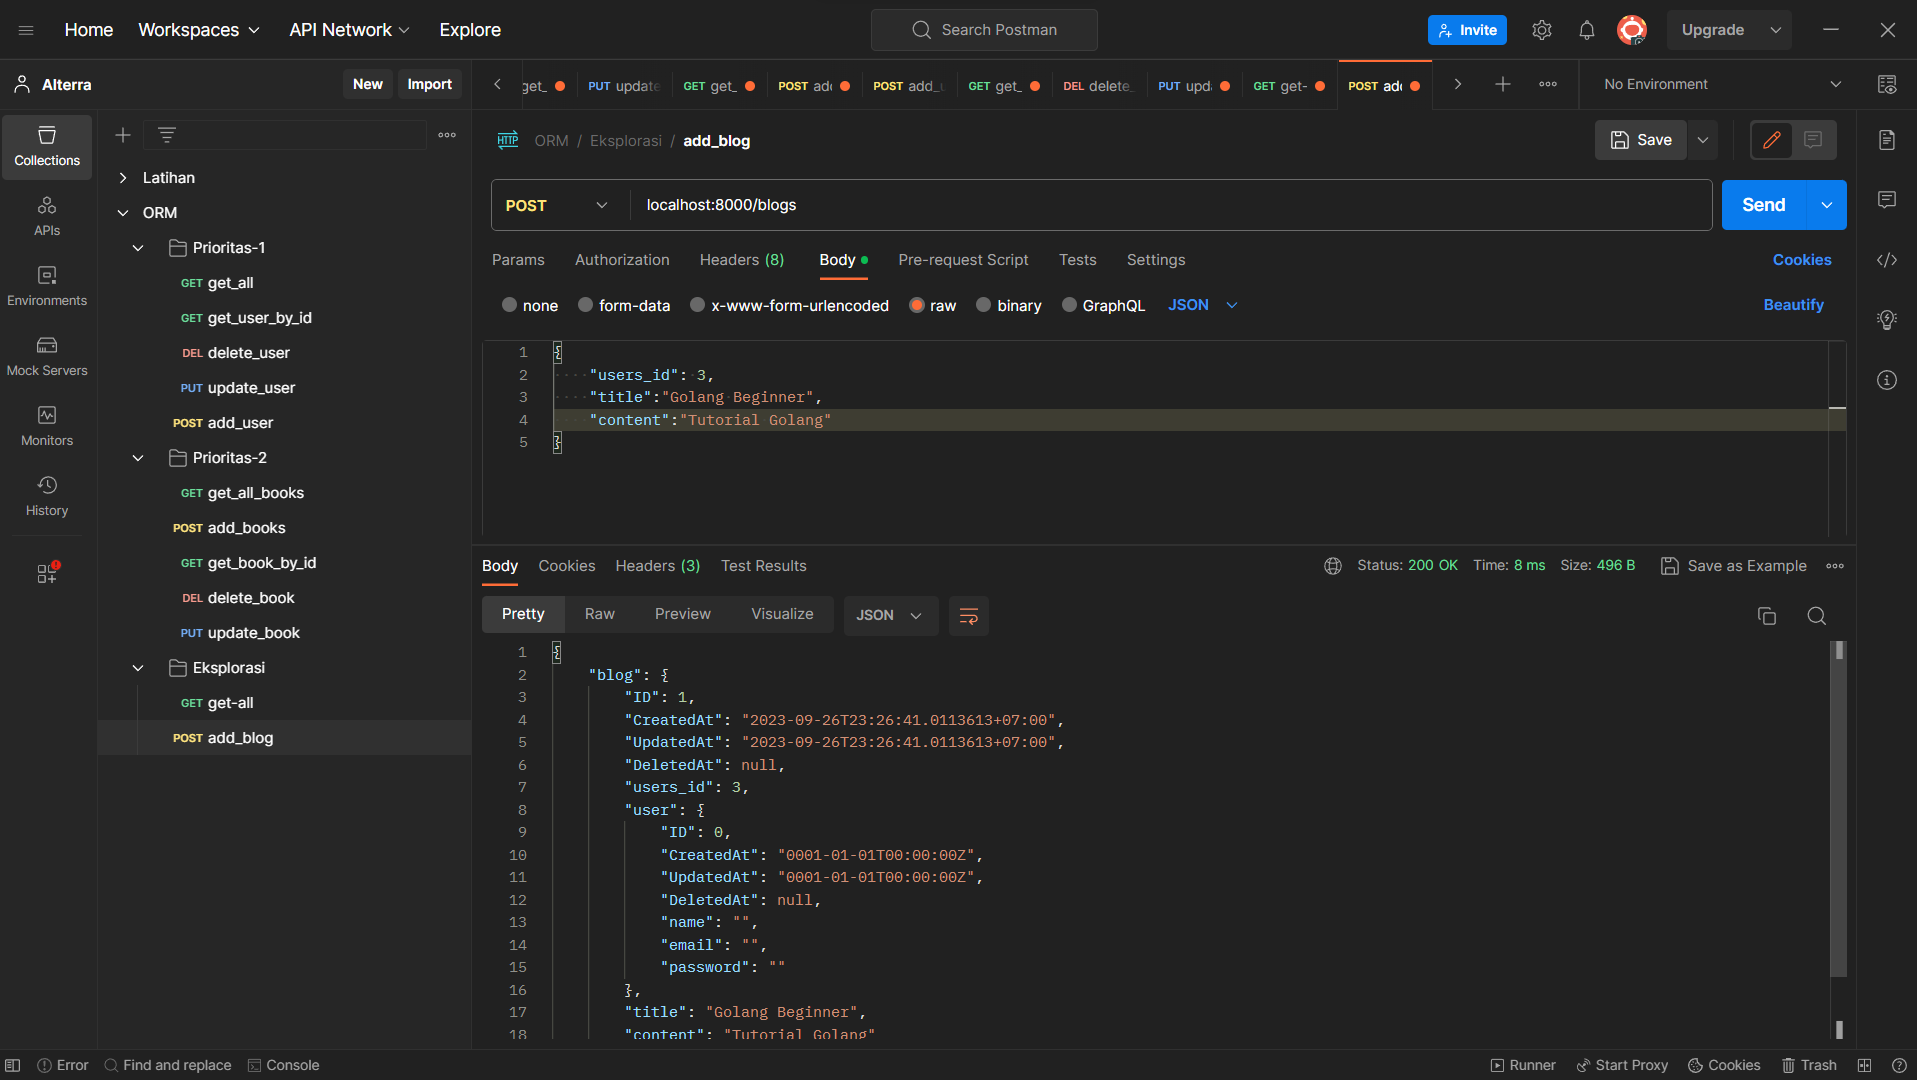 Home Workspaces API Network Explore Search Postman Invite Upgrade
Alterra New Import
get_ PUT update GET get_ POST add POST add_u GET get_ DEL delete_ PUT upda GET get- POST add No Environment
Collections
APIs
Environments
Mock Servers
Monitors
History
Latihan
ORM
Prioritas-1
GET get_all
GET get_user_by_id
DEL delete_user
PUT update_user
POST add_user
Prioritas-2
GET get_all_books
POST add_books
GET get_book_by_id
DEL delete_book
PUT update_book
Eksplorasi
GET get-all
POST add_blog
HTTP ORM / Eksplorasi / add_blog Save
POST localhost:8000/blogs Send
Params Authorization Headers (8) Body Pre-request Script Tests Settings Cookies
none form-data x-www-form-urlencoded raw binary GraphQL JSON Beautify
1 {
2 "users_id": 3,
3 "title":"Golang Beginner",
4 "content":"Tutorial Golang"
5 }
Body Cookies Headers (3) Test Results Status: 200 OK Time: 8 ms Size: 496 B Save as Example
Pretty Raw Preview Visualize JSON
1 {
2 "blog": {
3 "ID": 1,
4 "CreatedAt": "2023-09-26T23:26:41.0113613+07:00",
5 "UpdatedAt": "2023-09-26T23:26:41.0113613+07:00",
6 "DeletedAt": null,
7 "users_id": 3,
8 "user": {
9 "ID": 0,
10 "CreatedAt": "0001-01-01T00:00:00Z",
11 "UpdatedAt": "0001-01-01T00:00:00Z",
12 "DeletedAt": null,
13 "name": "",
14 "email": "",
15 "password": ""
16 },
17 "title": "Golang Beginner",
18 "content": "Tutorial Golang"
Error Find and replace Console Runner Start Proxy Cookies Trash